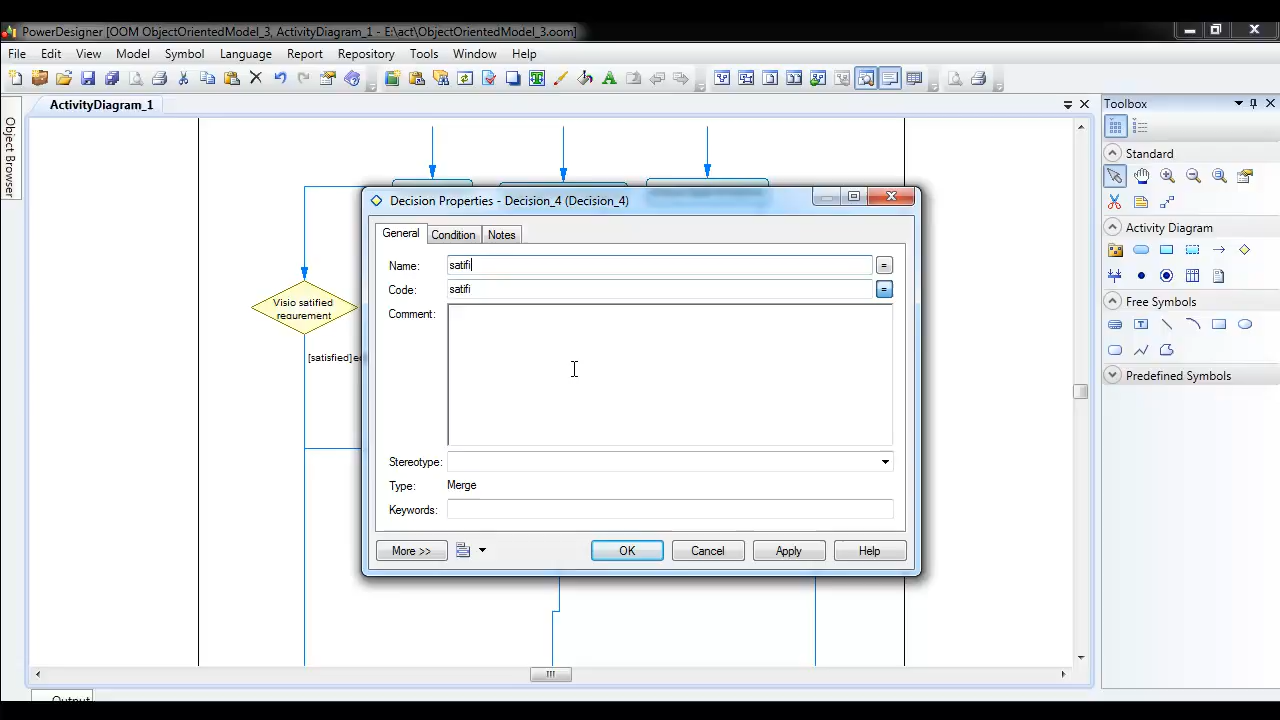 PowerDesigner [OOM ObjectOrientedModel_3, ActivityDiagram_1 - E:\act\ObjectOrientedModel_3.oom]
File Edit View Model Symbol Language Report Repository Tools Window Help
ActivityDiagram_1
Toolbox
Object Browser
Standard
Decision Properties - Decision_4 (Decision_4)
General Condition Notes
Activity Diagram
Name: satifi =
Code: satifi =
Comment:
Visio satified
requrement
Free Symbols
[satisfied]
Predefined Symbols
Stereotype:
Type: Merge
Keywords:
More >> OK Cancel Apply Help
Output